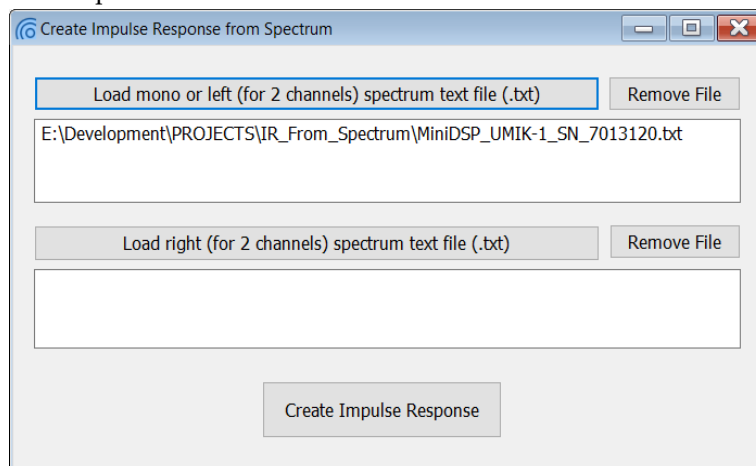 Create Impulse Response from Spectrum
Load mono or left (for 2 channels) spectrum text file (.txt)
Remove File
E:\Development\PROJECTS\IR_From_Spectrum\MiniDSP_UMIK-1_SN_7013120.txt
Load right (for 2 channels) spectrum text file (.txt)
Remove File
Create Impulse Response